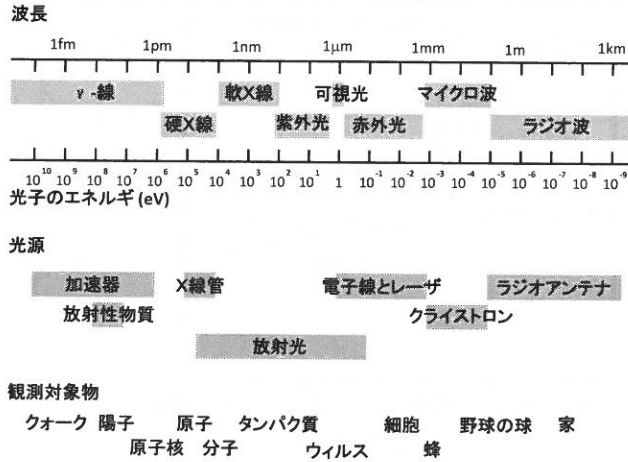 波長
1fm 1pm 1nm 1μm 1mm 1m 1km
γ-線 軟X線 可視光 マイクロ波
硬X線 紫外光 赤外光 ラジオ波
10¹⁰ 10⁹ 10⁸ 10⁷ 10⁶ 10⁵ 10⁴ 10³ 10² 10¹ 1 10⁻¹ 10⁻² 10⁻³ 10⁻⁴ 10⁻⁵ 10⁻⁶ 10⁻⁷ 10⁻⁸ 10⁻⁹
光子のエネルギ (eV)
光源
加速器 X線管 電子線とレーザ ラジオアンテナ
放射性物質 クライストロン
放射光
観測対象物
クォーク 陽子 原子 タンパク質 細胞 野球の球 家
原子核 分子 ウィルス 蜂